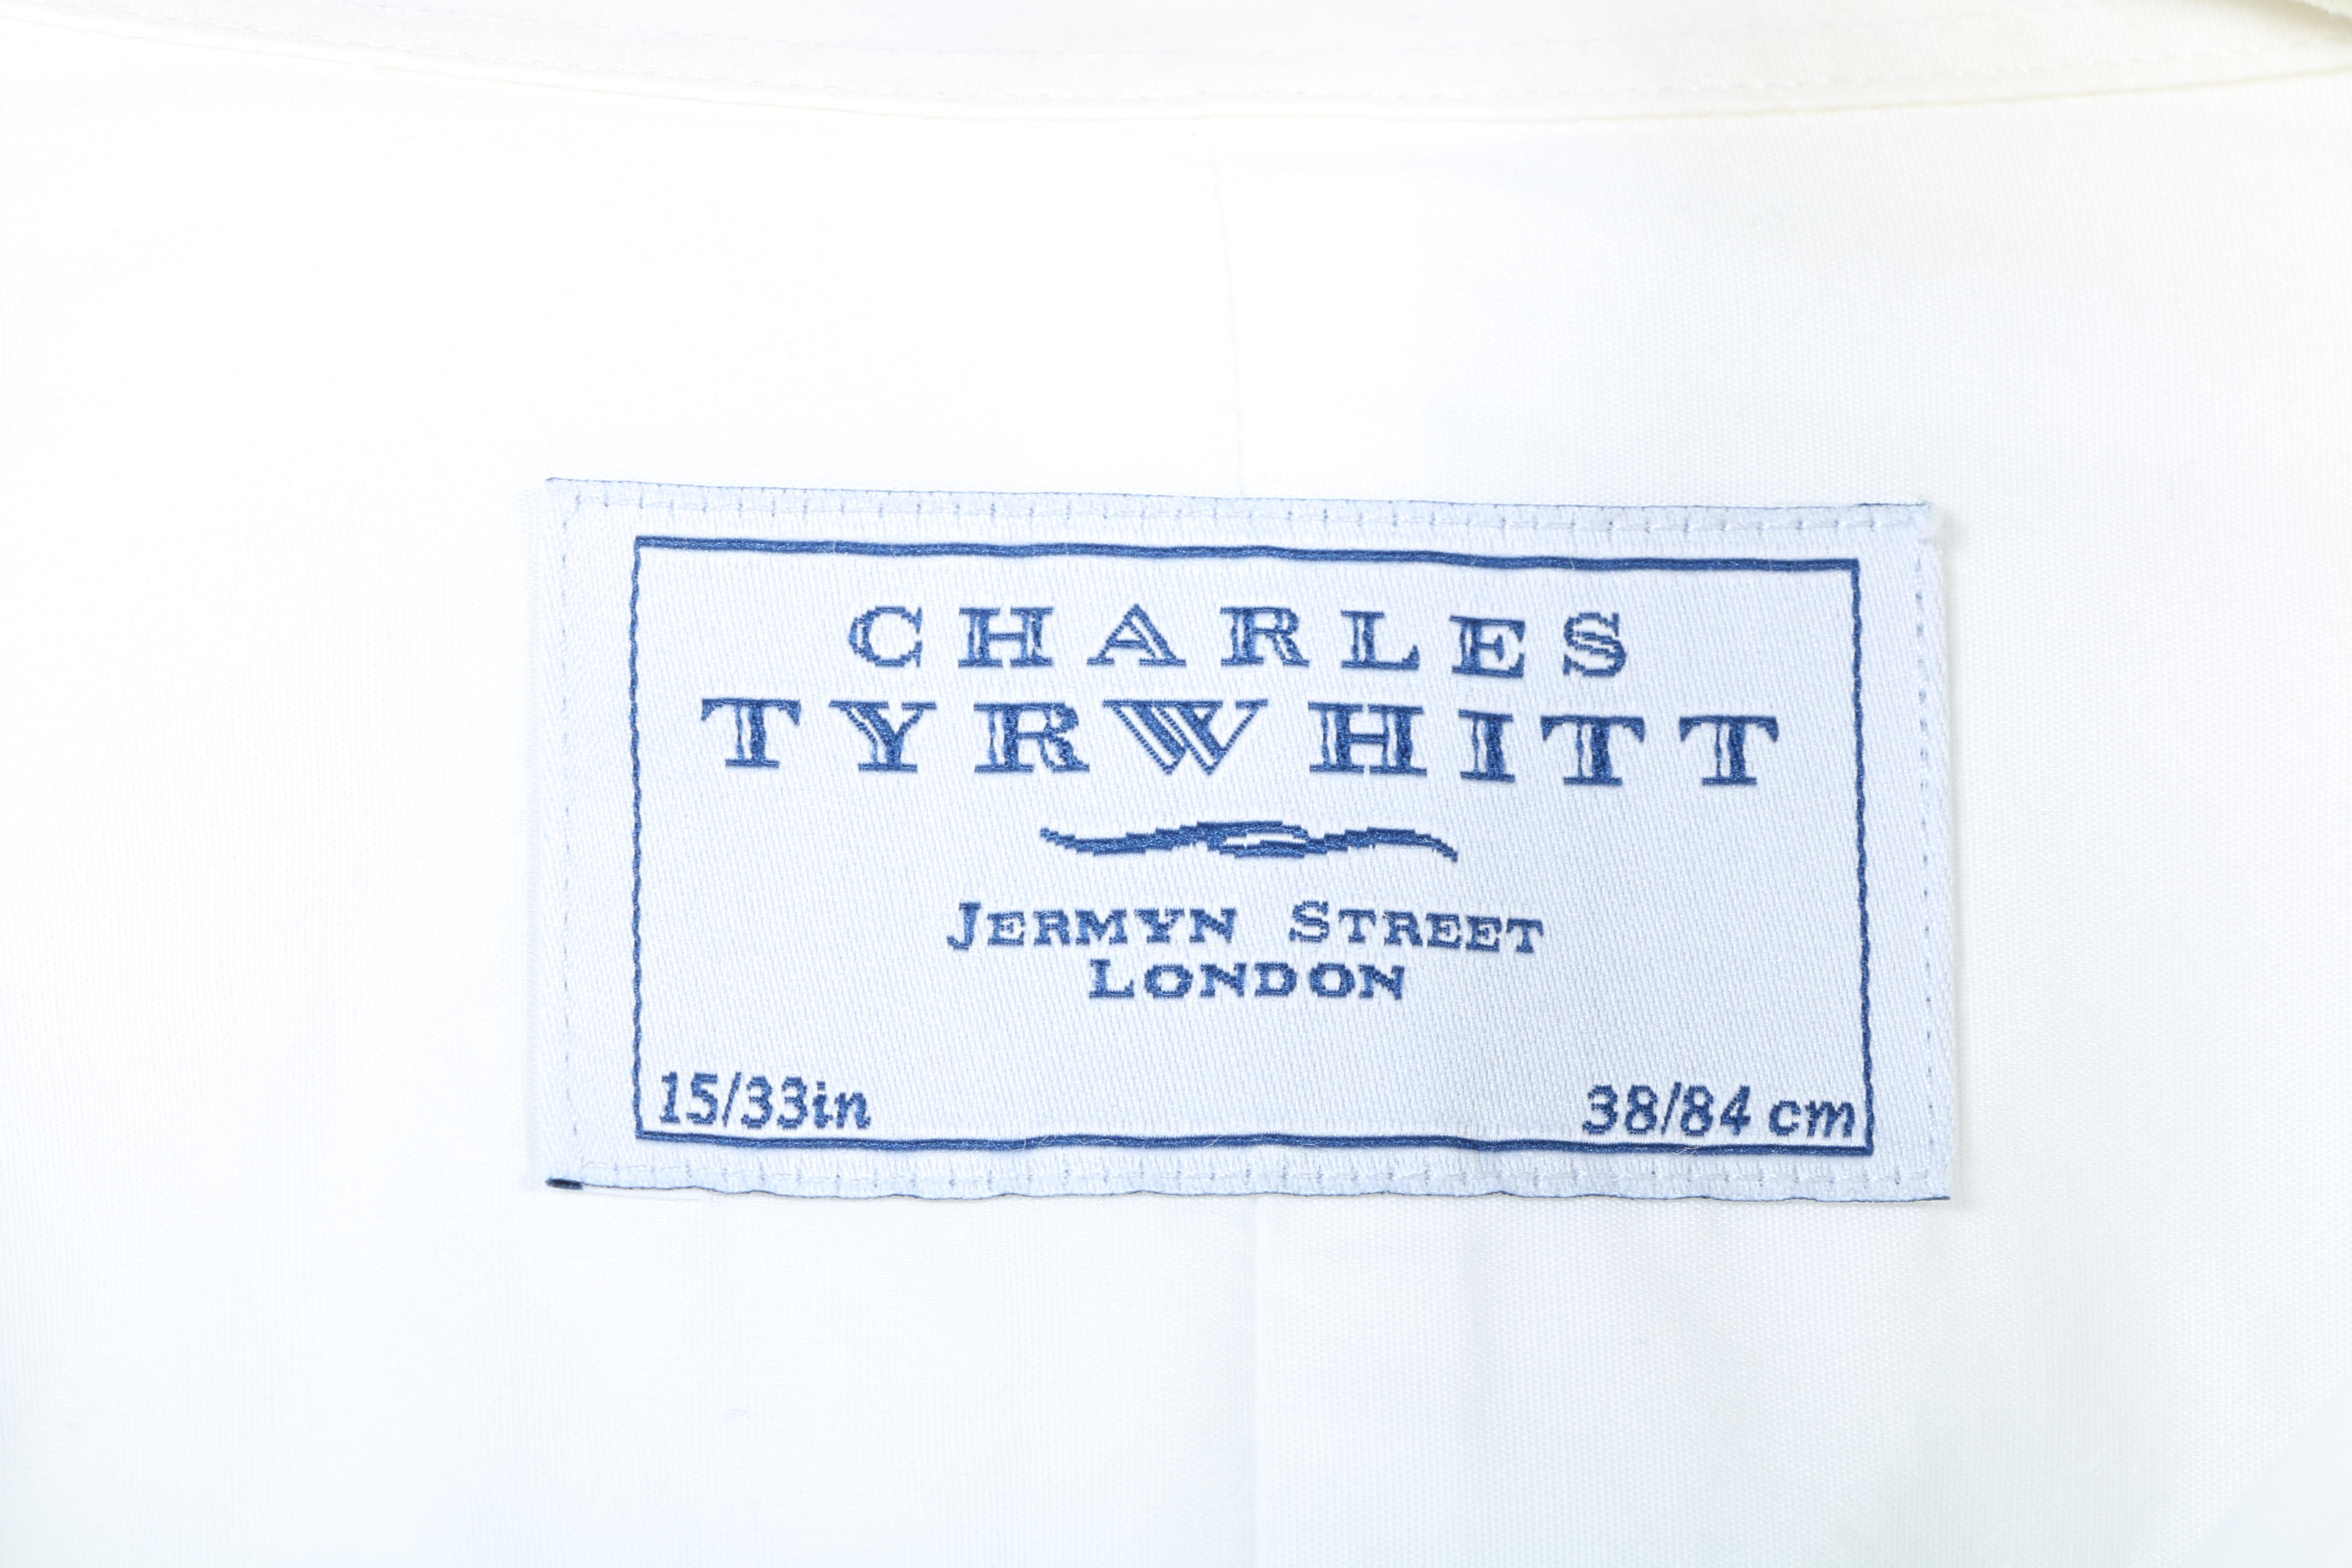 CHARLES
TYRWHITT
JERMYN STREET
LONDON
15/33in 38/84 cm